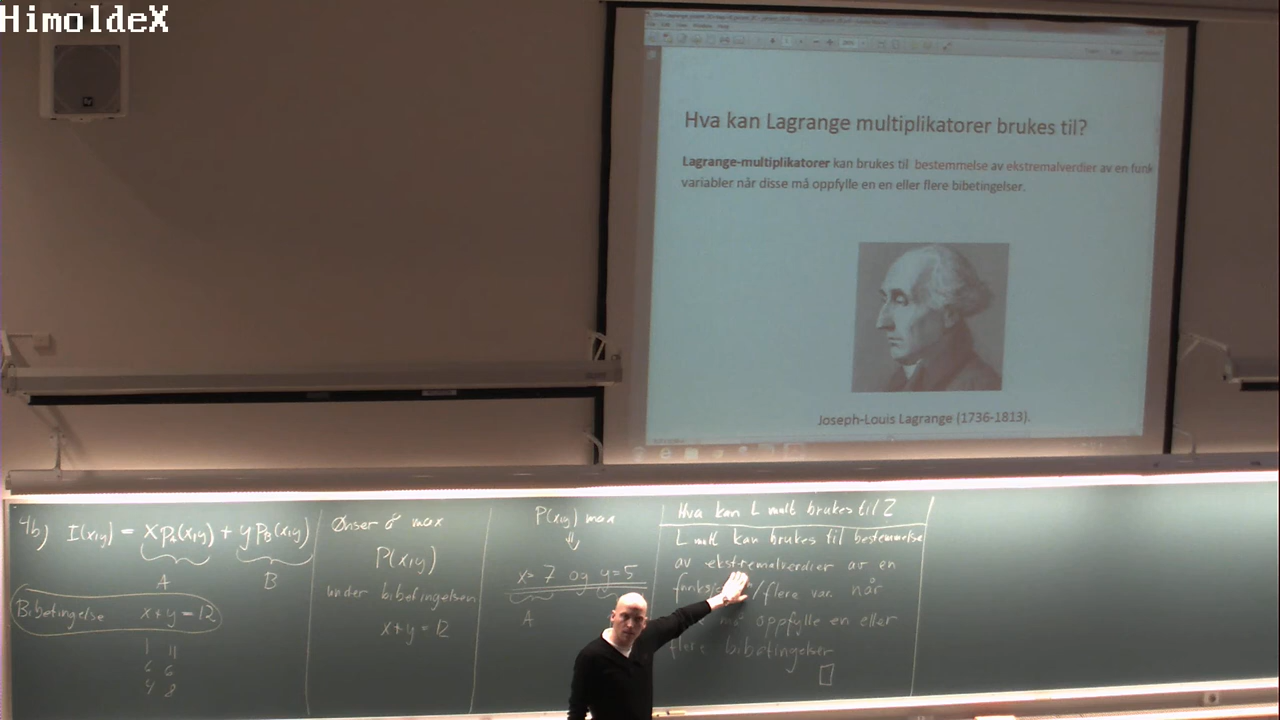 HimoldeX
Hva kan Lagrange multiplikatorer brukes til?
Lagrange-multiplikatorer kan brukes til bestemmelse av ekstremalverdier av en funk
variabler når disse må oppfylle en en eller flere bibetingelser.
Joseph-Louis Lagrange (1736-1813).
4b) I(x,y) = x p_A(x,y) + y p_B(x,y)
A B
Bibetingelse x+y=12
1 11
6 6
4 8
Ønsker å max
P(x,y)
under bibetingelsen
x+y=12
P(x,y) max
⇓
x=7 og y=5
A
Hva kan L mult brukes til?
L mult kan brukes til bestemmelse
av ekstremalverdier av en
/flere var. når
må oppfylle en eller
flere bibetingelser